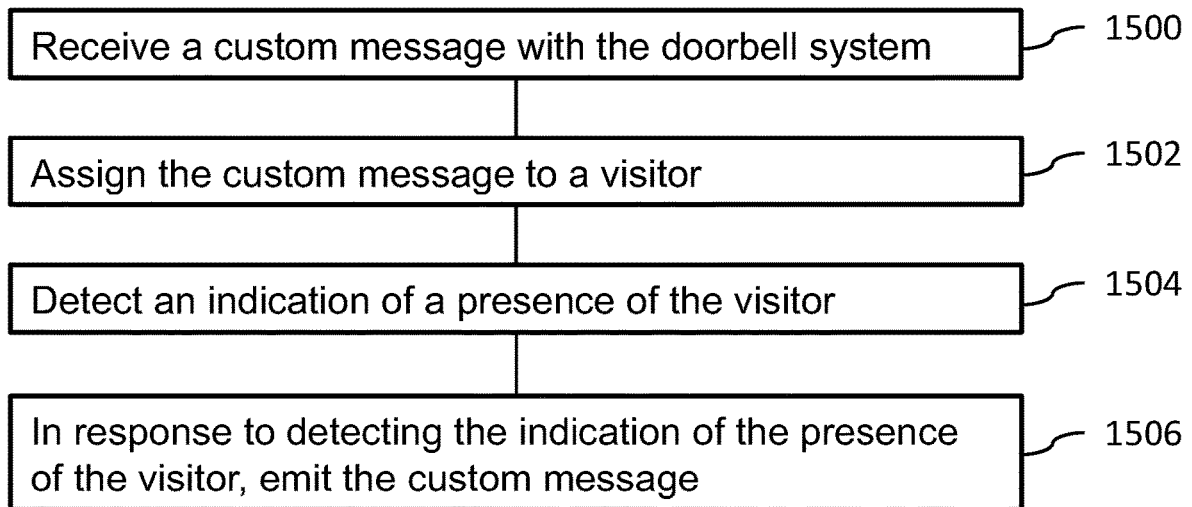 Receive a custom message with the doorbell system
1500
Assign the custom message to a visitor
1502
Detect an indication of a presence of the visitor
1504
In response to detecting the indication of the presence
of the visitor, emit the custom message
1506